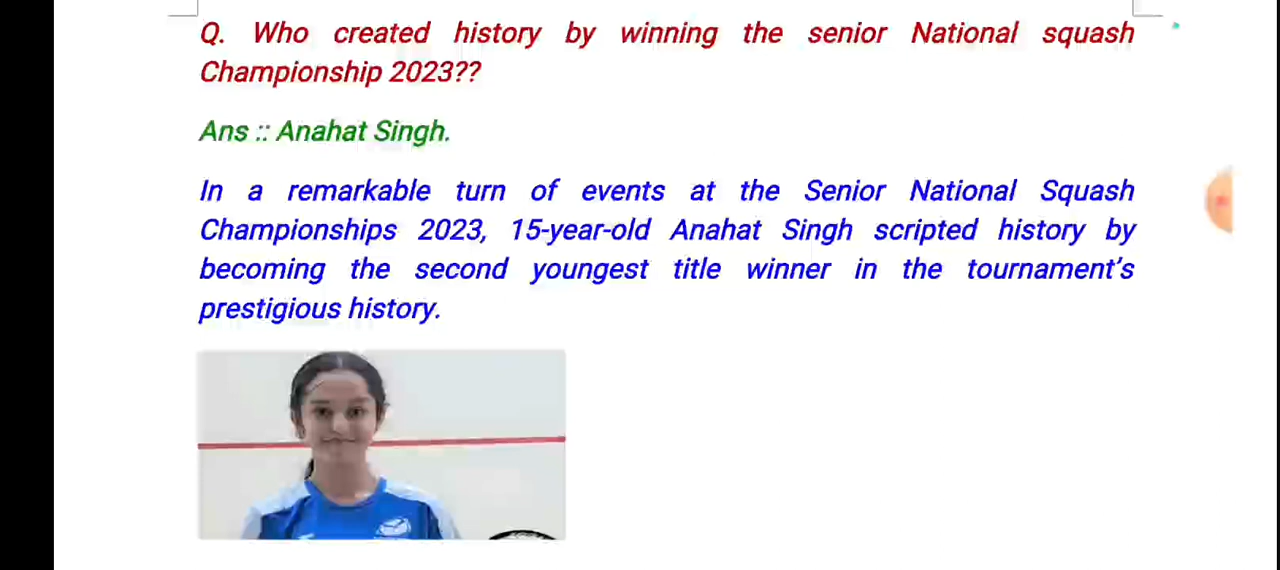 Q. Who created history by winning the senior National squash
Championship 2023??
Ans :: Anahat Singh.
In a remarkable turn of events at the Senior National Squash
Championships 2023, 15-year-old Anahat Singh scripted history by
becoming the second youngest title winner in the tournament's
prestigious history.